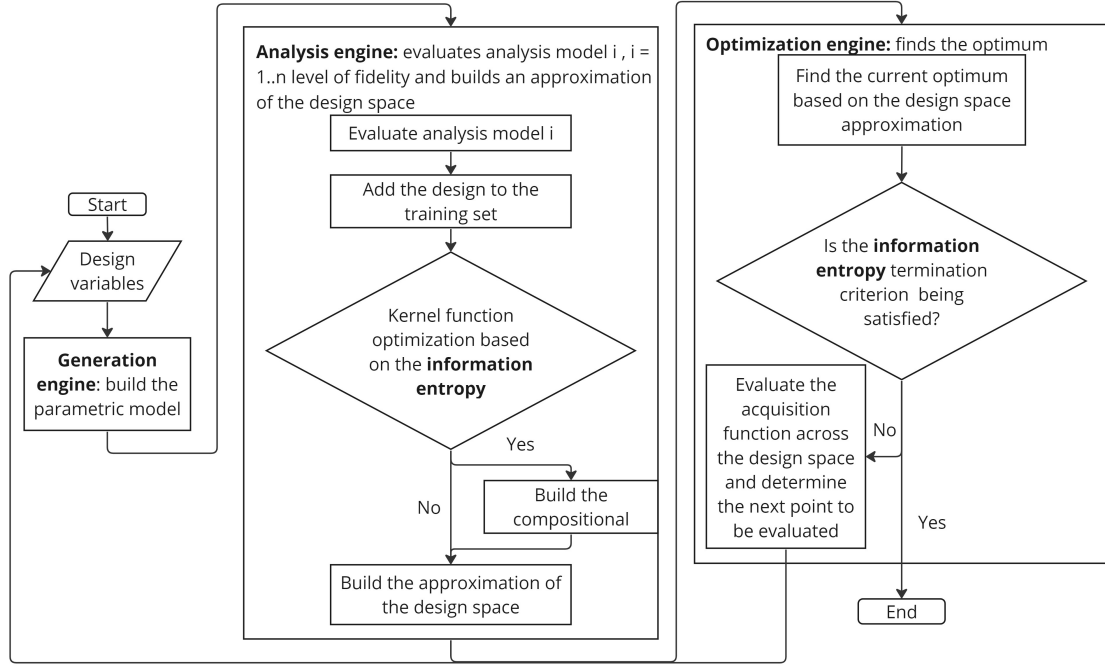 Start
Design
variables
Generation
engine: build the
parametric model
Analysis engine: evaluates analysis model i , i =
1..n level of fidelity and builds an approximation
of the design space
Evaluate analysis model i
Add the design to the
training set
Kernel function
optimization based
on the information
entropy
Yes
No
Build the
compositional
Build the approximation of
the design space
Optimization engine: finds the optimum
Find the current optimum
based on the design space
approximation
Is the information
entropy termination
criterion being
satisfied?
No
Evaluate the
acquisition
function across
the design space
and determine
the next point to
be evaluated
Yes
End